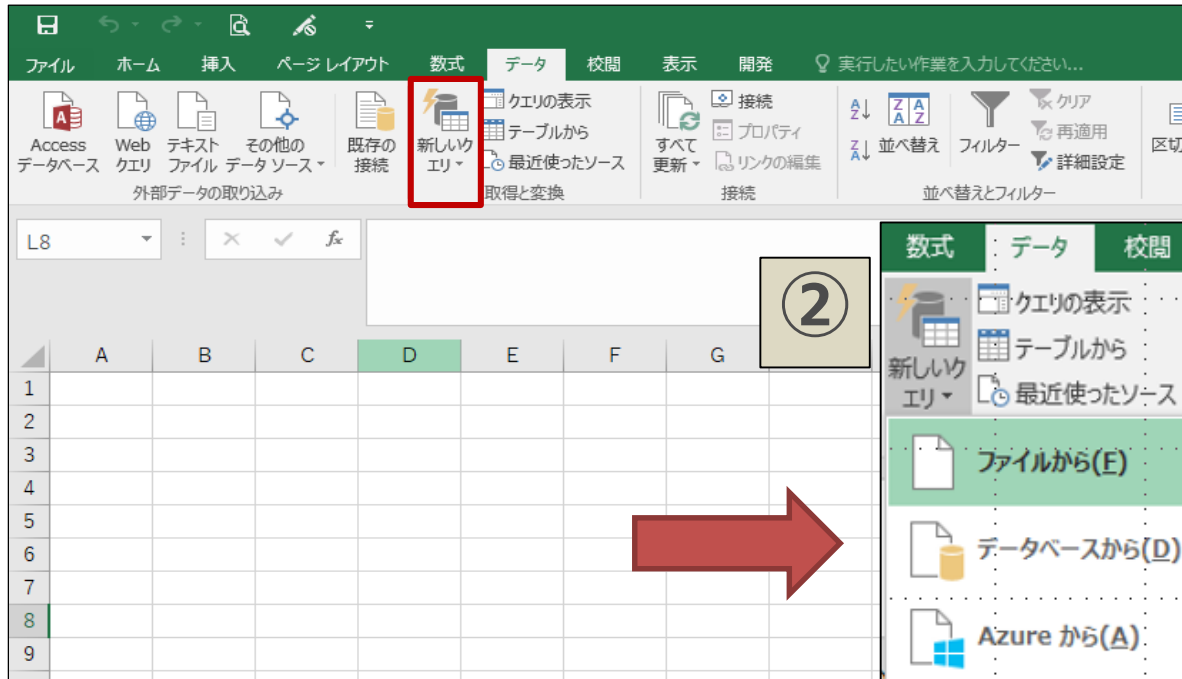 ファイル ホーム 挿入 ページ レイアウト 数式 データ 校閲 表示 開発 実行したい作業を入力してください...
Access
データベース
Web
クエリ
テキスト
ファイル
その他の
データ ソース
既存の
接続
新しいク
エリ
クエリの表示
テーブルから
最近使ったソース
すべて
更新
接続
プロパティ
リンクの編集
並べ替え
フィルター
クリア
再適用
詳細設定
区切
外部データの取り込み
取得と変換
接続
並べ替えとフィルター
L8
fx
A B C D E F G
1
2
3
4
5
6
7
8
9
②
数式 データ 校閲
新しいク
エリ
クエリの表示
テーブルから
最近使ったソース
ファイルから(F)
データベースから(D)
Azure から(A)